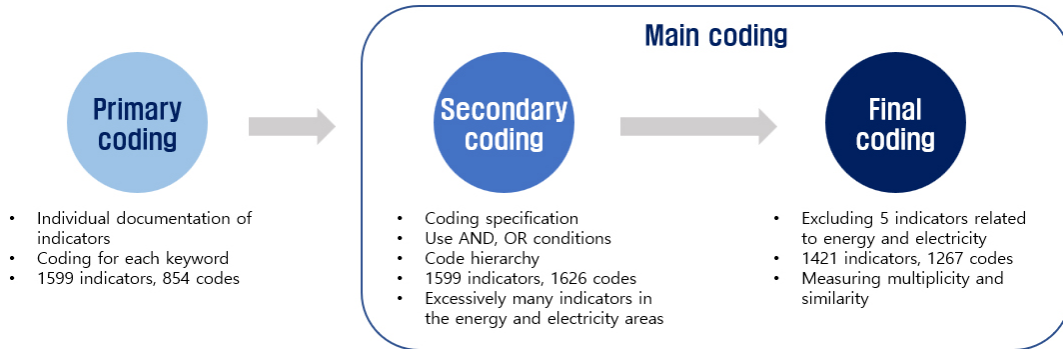 Main coding
Primary
coding
Secondary
coding
Final
coding
• Individual documentation of
indicators
• Coding for each keyword
• 1599 indicators, 854 codes
• Coding specification
• Use AND, OR conditions
• Code hierarchy
• 1599 indicators, 1626 codes
• Excessively many indicators in
the energy and electricity areas
• Excluding 5 indicators related
to energy and electricity
• 1421 indicators, 1267 codes
• Measuring multiplicity and
similarity